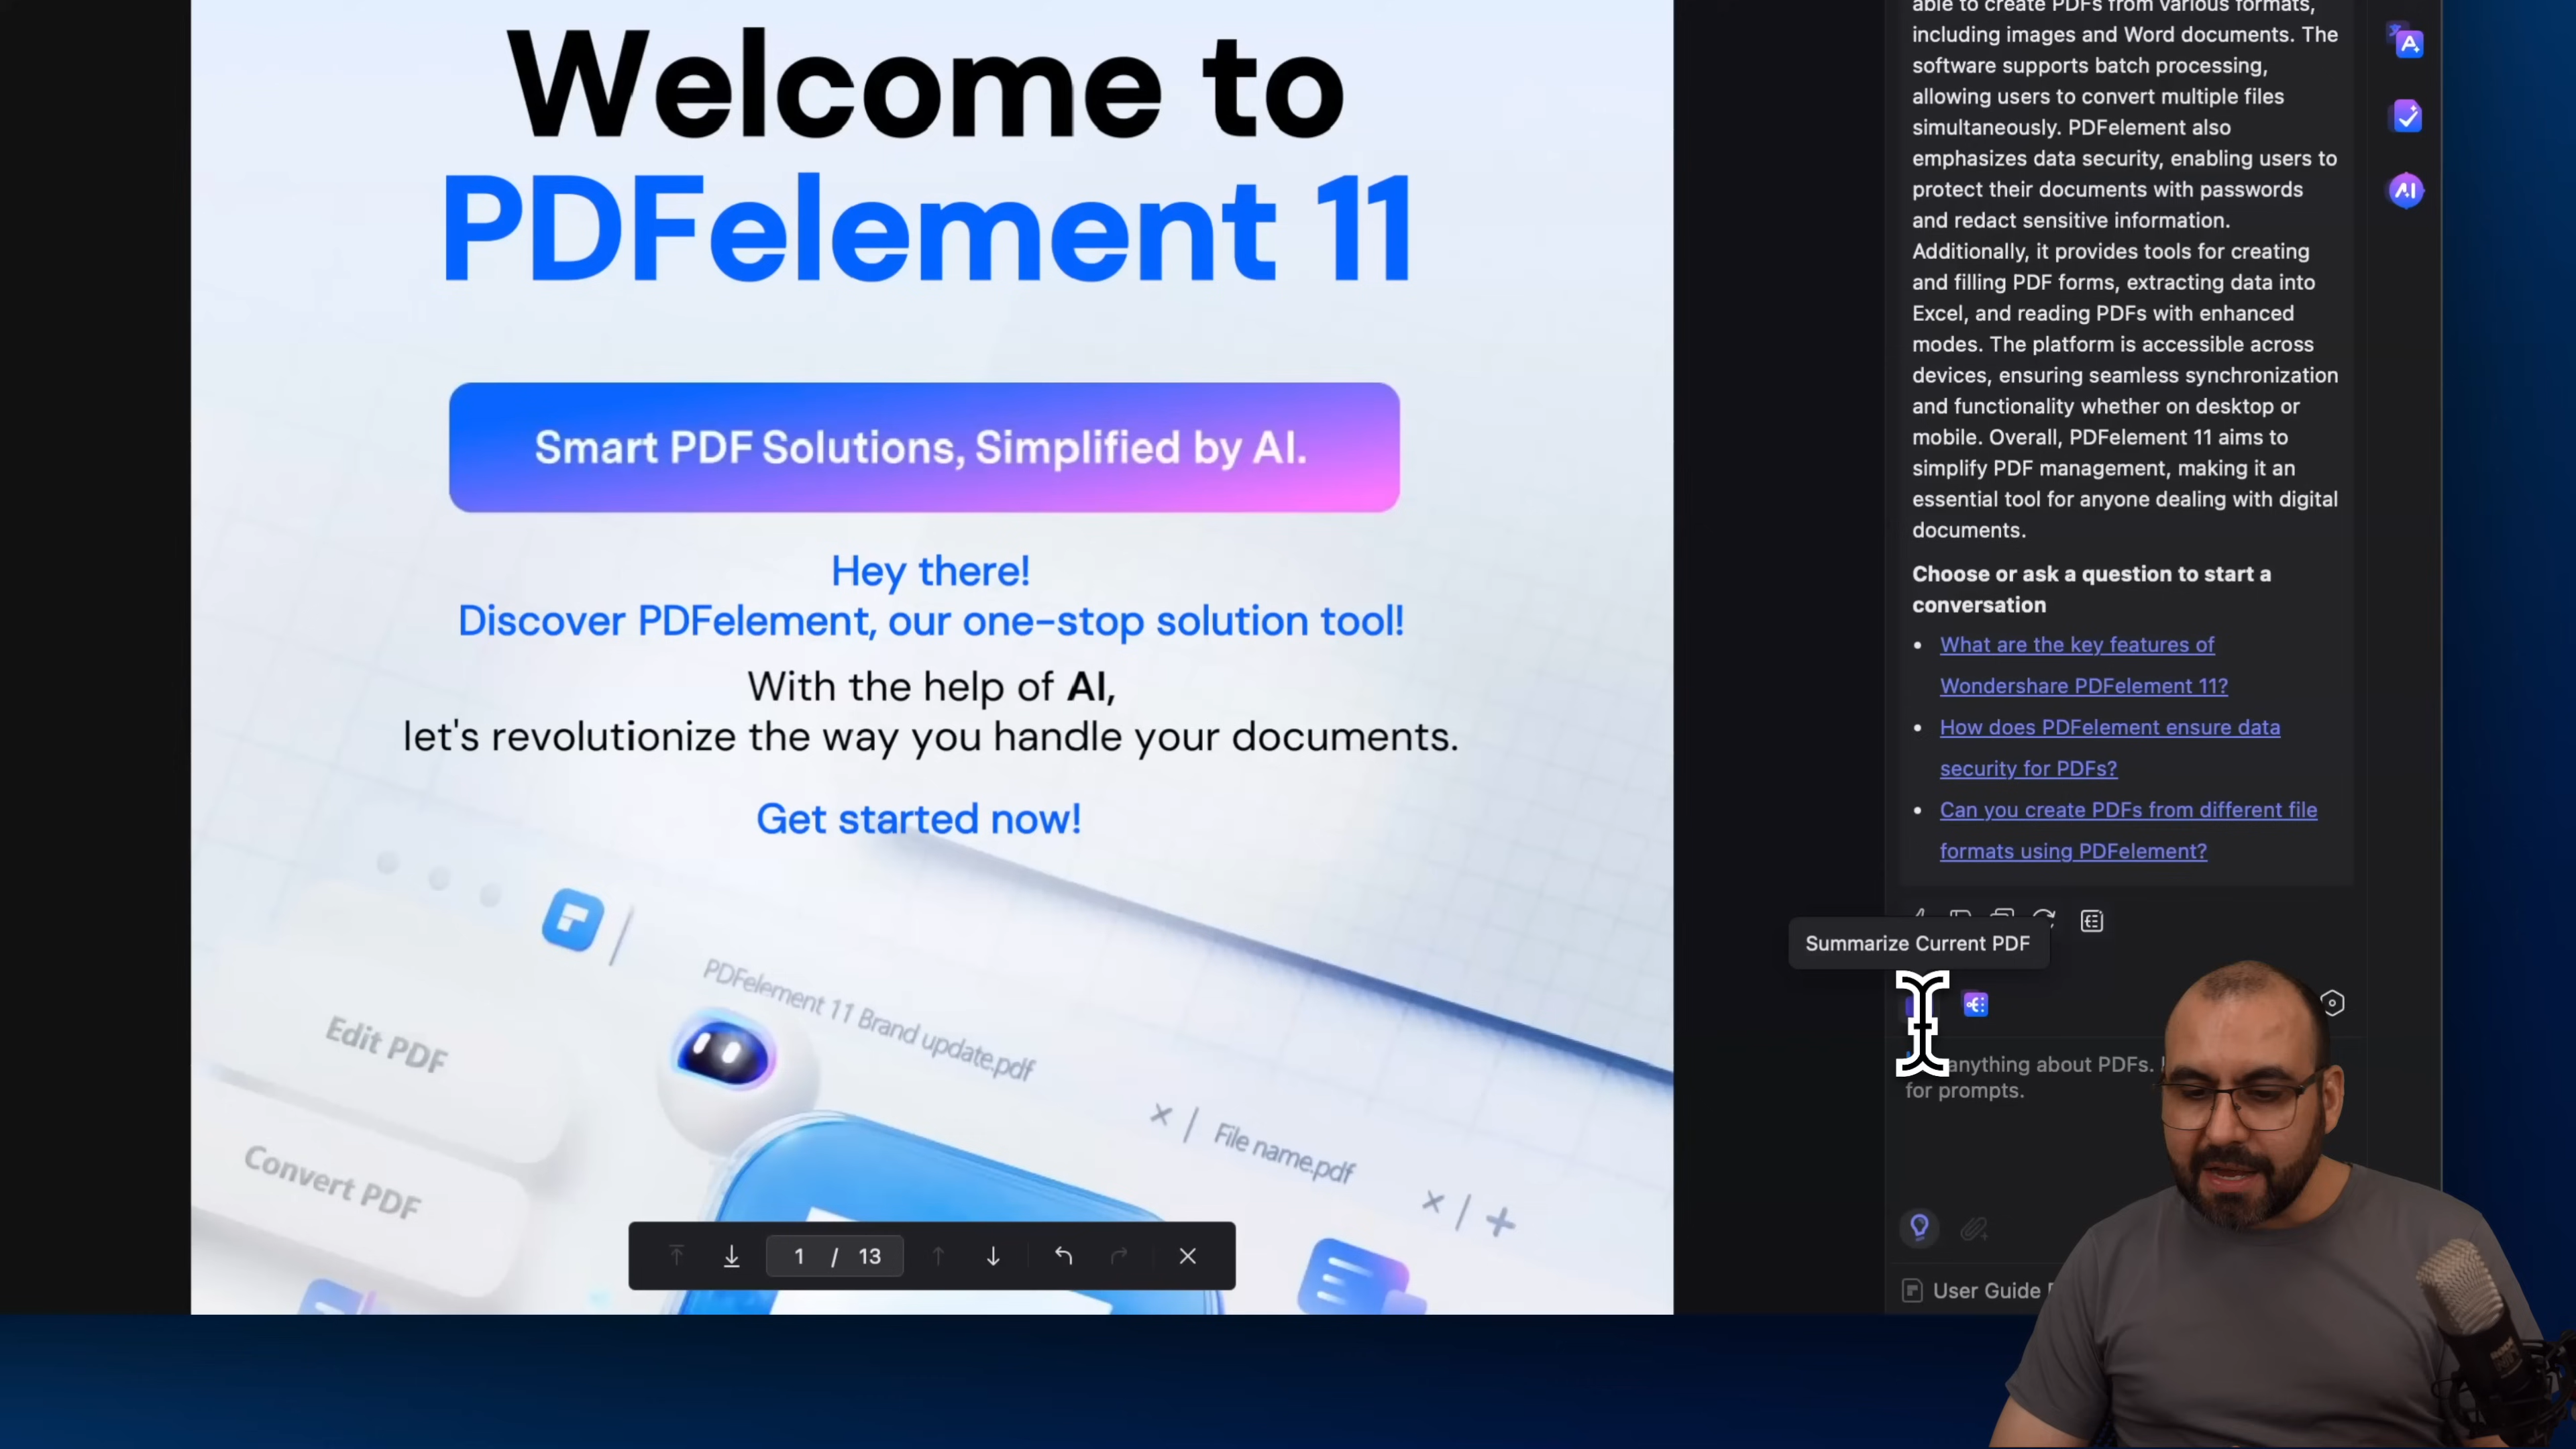 Welcome to
PDFelement 11
Smart PDF Solutions, Simplified by AI.
Hey there!
Discover PDFelement, our one-stop solution tool!
With the help of AI,
let's revolutionize the way you handle your documents.
Get started now!
PDFelement 11 Brand update.pdf
File name.pdf
Edit PDF
Convert PDF
1 / 13
able to create PDFs from various formats,
including images and Word documents. The
software supports batch processing,
allowing users to convert multiple files
simultaneously. PDFelement also
emphasizes data security, enabling users to
protect their documents with passwords
and redact sensitive information.
Additionally, it provides tools for creating
and filling PDF forms, extracting data into
Excel, and reading PDFs with enhanced
modes. The platform is accessible across
devices, ensuring seamless synchronization
and functionality whether on desktop or
mobile. Overall, PDFelement 11 aims to
simplify PDF management, making it an
essential tool for anyone dealing with digital
documents.
Choose or ask a question to start a
conversation
• What are the key features of
Wondershare PDFelement 11?
• How does PDFelement ensure data
security for PDFs?
• Can you create PDFs from different file
formats using PDFelement?
Summarize Current PDF
anything about PDFs.
for prompts.
User Guide
AI